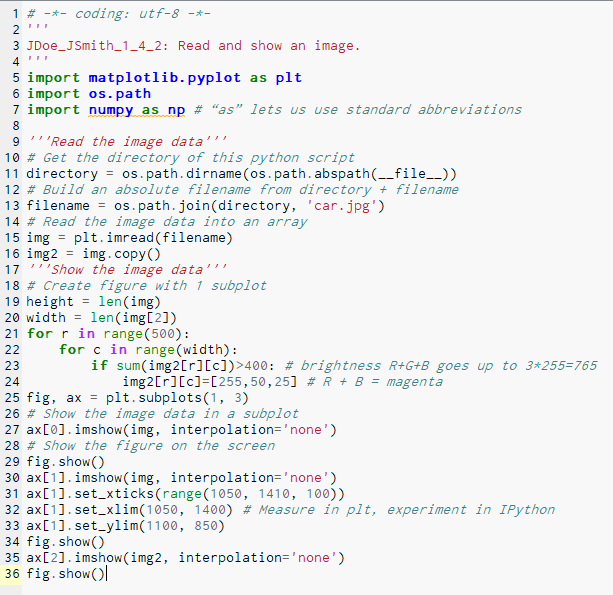 1 # -*- coding: utf-8 -*-
2 '''
3 JDoe_JSmith_1_4_2: Read and show an image.
4 '''
5 import matplotlib.pyplot as plt
6 import os.path
7 import numpy as np # “as” lets us use standard abbreviations
8
9 '''Read the image data'''
10 # Get the directory of this python script
11 directory = os.path.dirname(os.path.abspath(__file__))
12 # Build an absolute filename from directory + filename
13 filename = os.path.join(directory, 'car.jpg')
14 # Read the image data into an array
15 img = plt.imread(filename)
16 img2 = img.copy()
17 '''Show the image data'''
18 # Create figure with 1 subplot
19 height = len(img)
20 width = len(img[2])
21 for r in range(500):
22     for c in range(width):
23         if sum(img2[r][c])>400: # brightness R+G+B goes up to 3*255=765
24             img2[r][c]=[255,50,25] # R + B = magenta
25 fig, ax = plt.subplots(1, 3)
26 # Show the image data in a subplot
27 ax[0].imshow(img, interpolation='none')
28 # Show the figure on the screen
29 fig.show()
30 ax[1].imshow(img, interpolation='none')
31 ax[1].set_xticks(range(1050, 1410, 100))
32 ax[1].set_xlim(1050, 1400) # Measure in plt, experiment in IPython
33 ax[1].set_ylim(1100, 850)
34 fig.show()
35 ax[2].imshow(img2, interpolation='none')
36 fig.show()